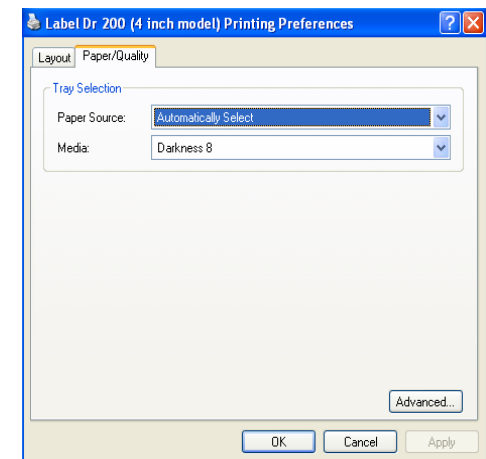 Label Dr 200 (4 inch model) Printing Preferences
Layout Paper/Quality
Tray Selection
Paper Source: Automatically Select
Media: Darkness 8
Advanced...
OK Cancel Apply